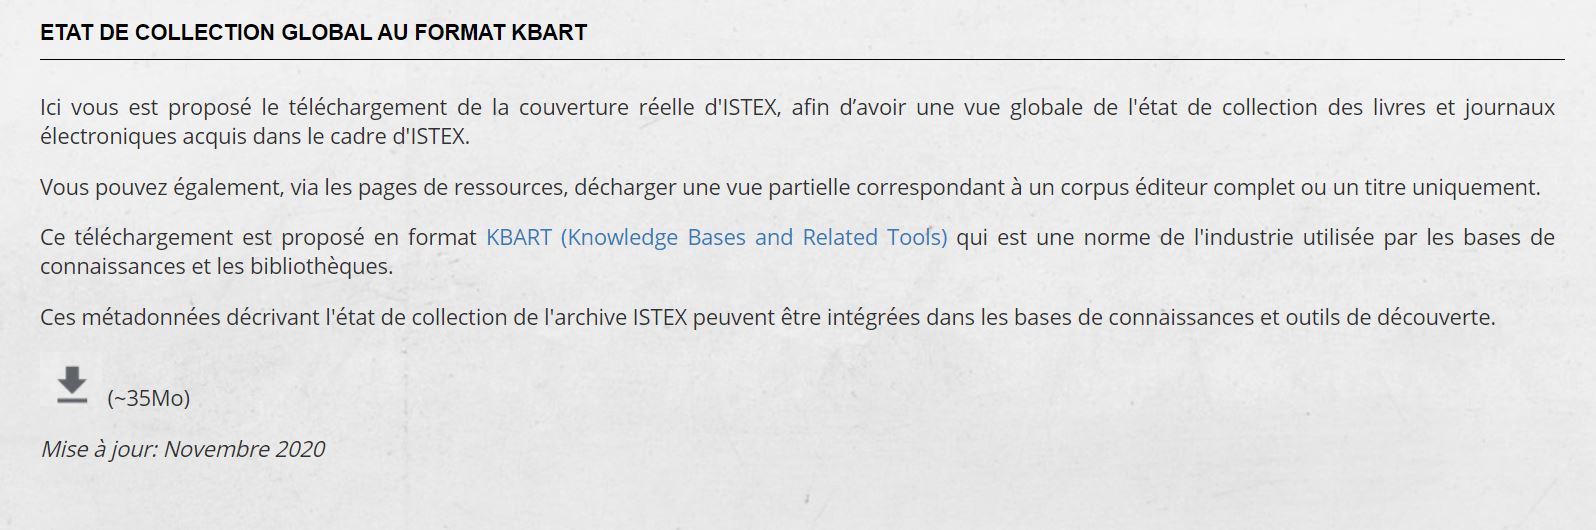 ETAT DE COLLECTION GLOBAL AU FORMAT KBART
Ici vous est proposé le téléchargement de la couverture réelle d'ISTEX, afin d’avoir une vue globale de l'état de collection des livres et journaux
électroniques acquis dans le cadre d'ISTEX.
Vous pouvez également, via les pages de ressources, décharger une vue partielle correspondant à un corpus éditeur complet ou un titre uniquement.
Ce téléchargement est proposé en format KBART (Knowledge Bases and Related Tools) qui est une norme de l'industrie utilisée par les bases de
connaissances et les bibliothèques.
Ces métadonnées décrivant l'état de collection de l'archive ISTEX peuvent être intégrées dans les bases de connaissances et outils de découverte.
(~35Mo)
Mise à jour: Novembre 2020